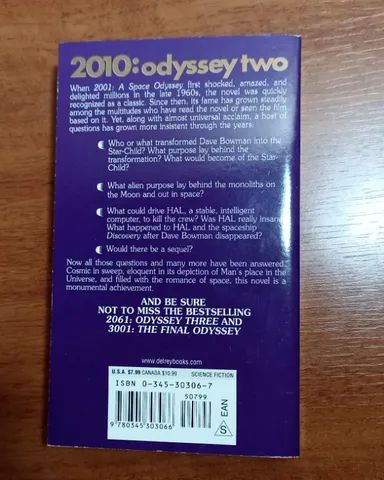 2010: odyssey two
When 2001: A Space Odyssey first shocked, amazed, and
delighted millions in the late 1960s, the novel was quickly
recognized as a classic. Since then, its fame has grown steadily
among the multitudes who have read the novel or seen the film
based on it. Yet, along with almost universal acclaim, a host of
questions has grown more insistent through the years:
Who or what transformed Dave Bowman into the
Star-Child? What purpose lay behind the
transformation? What would become of the Star-
Child?
What alien purpose lay behind the monoliths on
the Moon and out in space?
What could drive HAL, a stable, intelligent
computer, to kill the crew? Was HAL really insane?
What happened to HAL and the spaceship
Discovery after Dave Bowman disappeared?
Would there be a sequel?
Now all those questions and many more have been answered.
Cosmic in sweep, eloquent in its depiction of Man's place in the
Universe, and filled with the romance of space, this novel is a
monumental achievement.
AND BE SURE
NOT TO MISS THE BESTSELLING
2061: ODYSSEY THREE AND
3001: THE FINAL ODYSSEY
www.delreybooks.com
U.S.A. $7.99 CANADA $10.99 SCIENCE FICTION
ISBN 0-345-30306-7
50799
9 780345 303066
S EAN